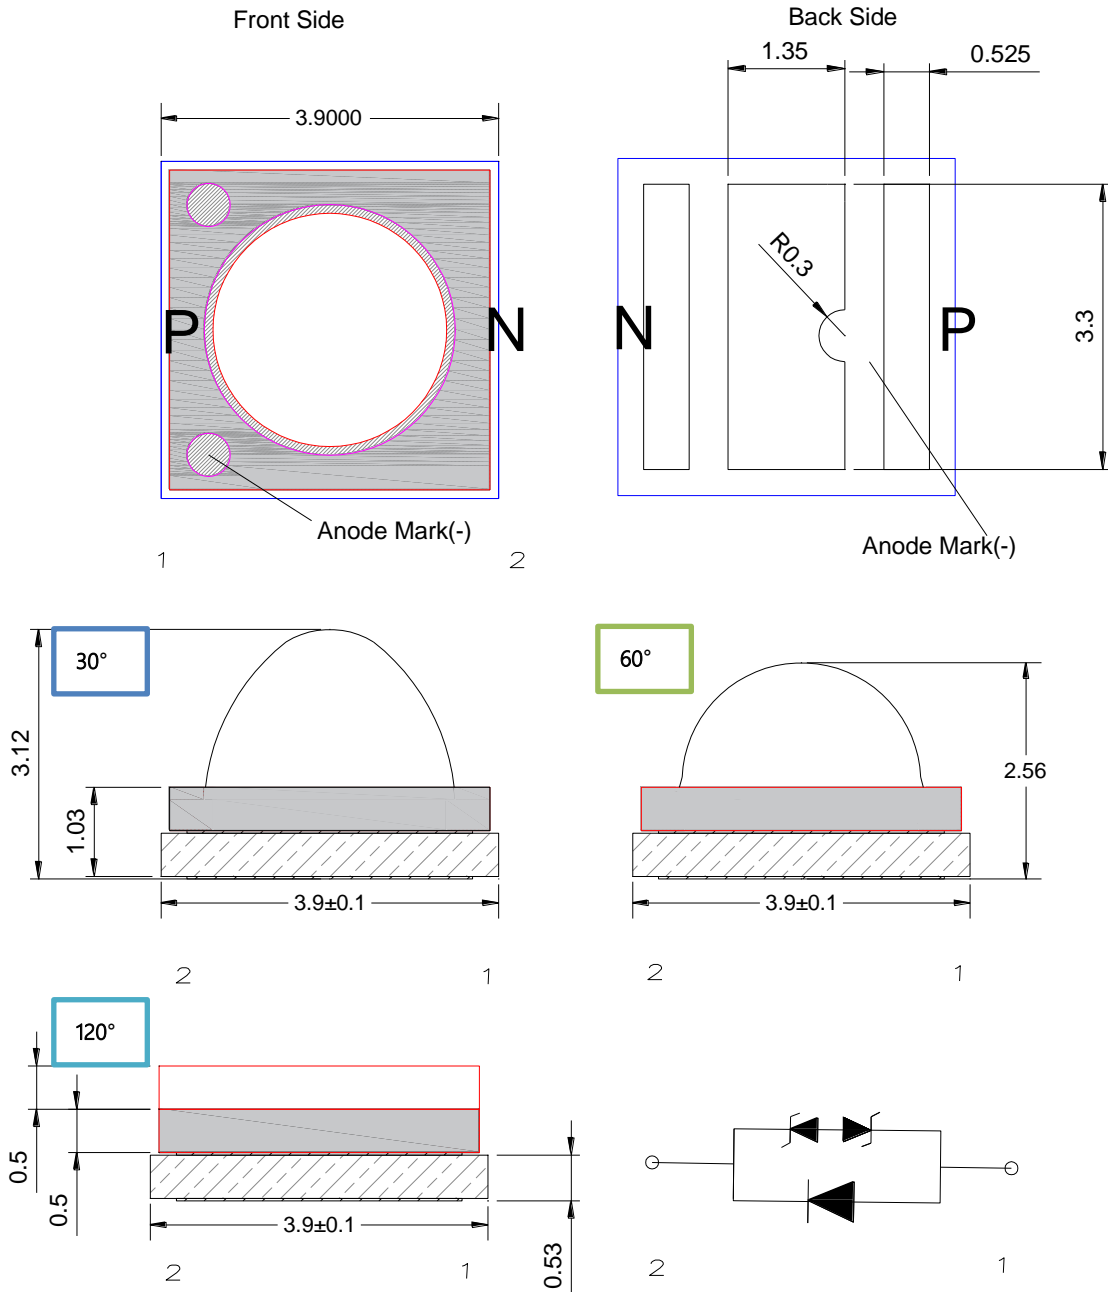 Front Side
Back Side
1.35
0.525
3.9000
R0.3
P
N
N
P
3.3
Anode Mark(-)
Anode Mark(-)
1
2
30°
60°
3.12
1.03
2.56
3.9±0.1
3.9±0.1
2
1
2
1
120°
0.5
0.5
3.9±0.1
0.53
2
1
2
1